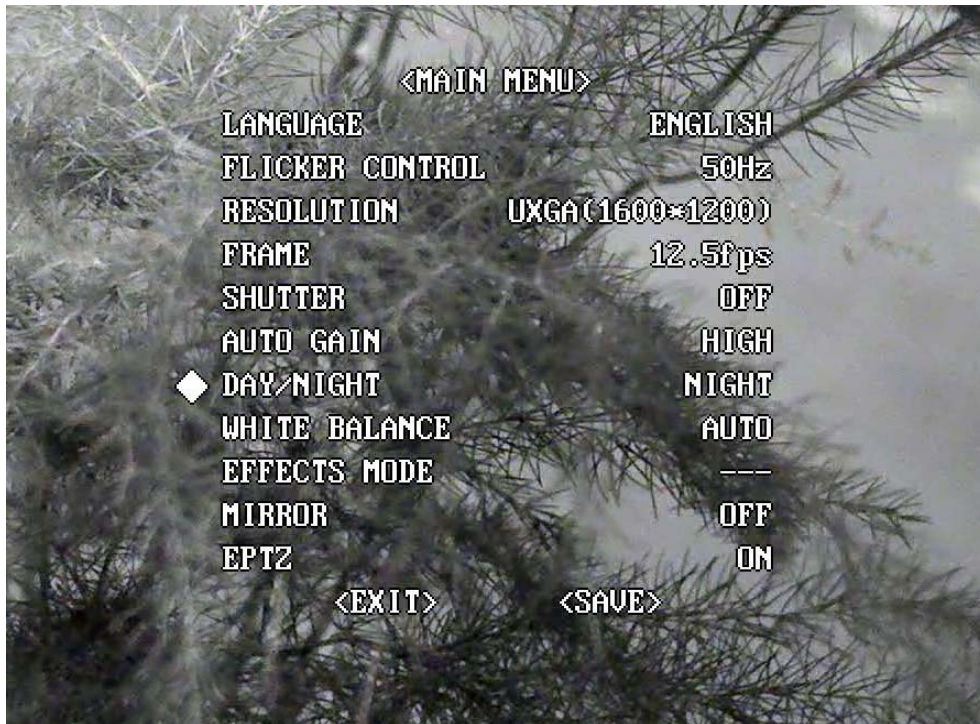 <MAIN MENU>
LANGUAGE ENGLISH
FLICKER CONTROL 50Hz
RESOLUTION UXGA(1600*1200)
FRAME 12.5fps
SHUTTER OFF
AUTO GAIN HIGH
DAY/NIGHT NIGHT
WHITE BALANCE AUTO
EFFECTS MODE ---
MIRROR OFF
EPTZ ON
<EXIT> <SAVE>